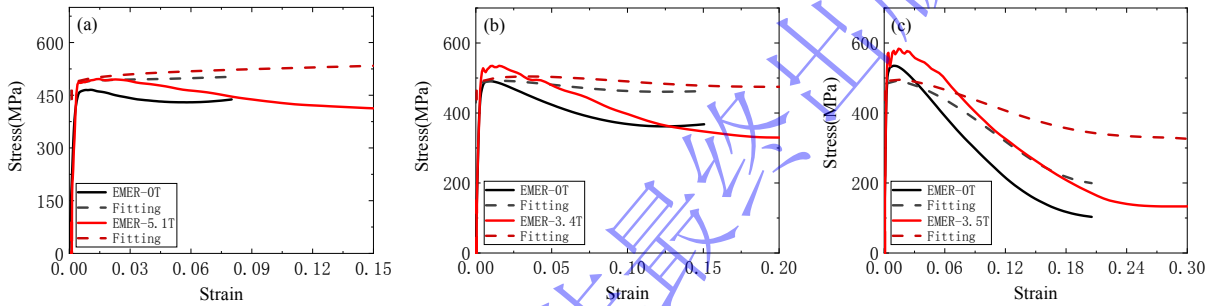 (a)
600
450
300
150
0
Stress(MPa)
EMER-0T
Fitting
EMER-5.1T
Fitting
0.00 0.03 0.06 0.09 0.12 0.15
Strain
(b)
600
400
200
0
Stress(MPa)
EMER-0T
Fitting
EMER-3.4T
Fitting
0.00 0.05 0.10 0.15 0.20
Strain
(c)
600
400
200
0
Stress(MPa)
EMER-0T
Fitting
EMER-3.5T
Fitting
0.00 0.06 0.12 0.18 0.24 0.30
Strain
最终出